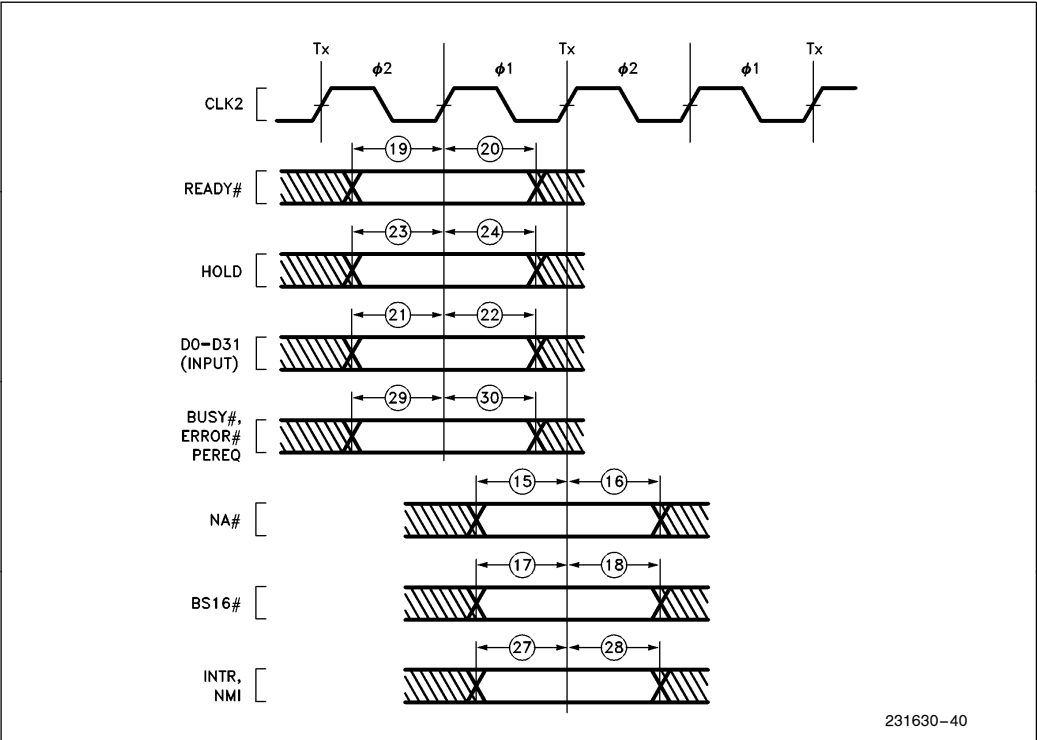 Tx Tx Tx
ϕ2 ϕ1 ϕ2 ϕ1
CLK2
19 20
READY#
23 24
HOLD
21 22
D0-D31
(INPUT)
29 30
BUSY#,
ERROR#
PEREQ
15 16
NA#
17 18
BS16#
27 28
INTR,
NMI
231630-40